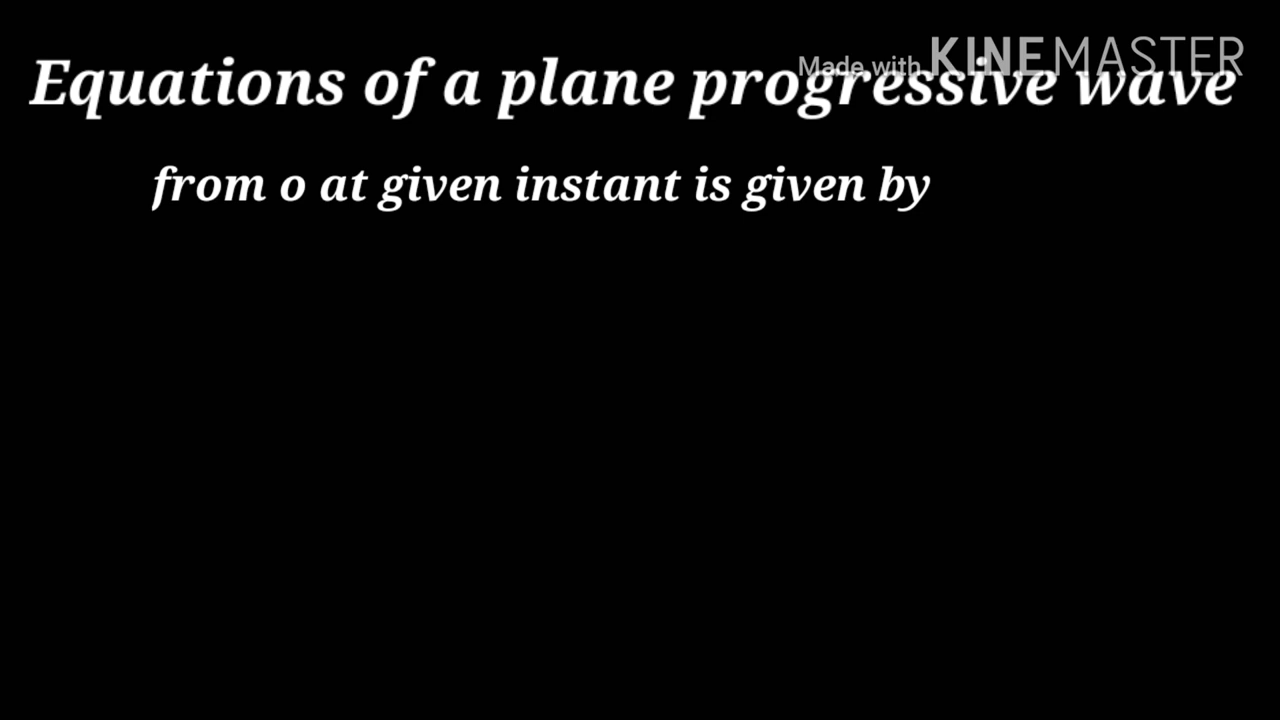 Made with KINEMASTER
Equations of a plane progressive wave
from o at given instant is given by